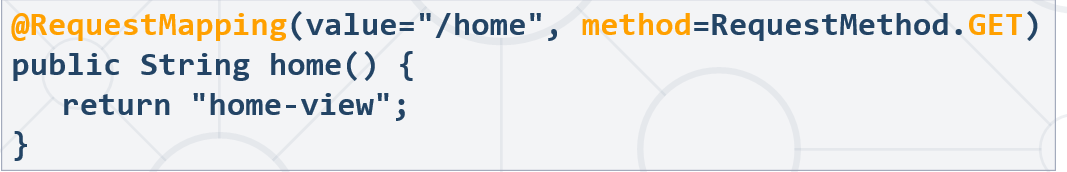 @RequestMapping(value="/home", method=RequestMethod.GET)
public String home() {
return "home-view";
}